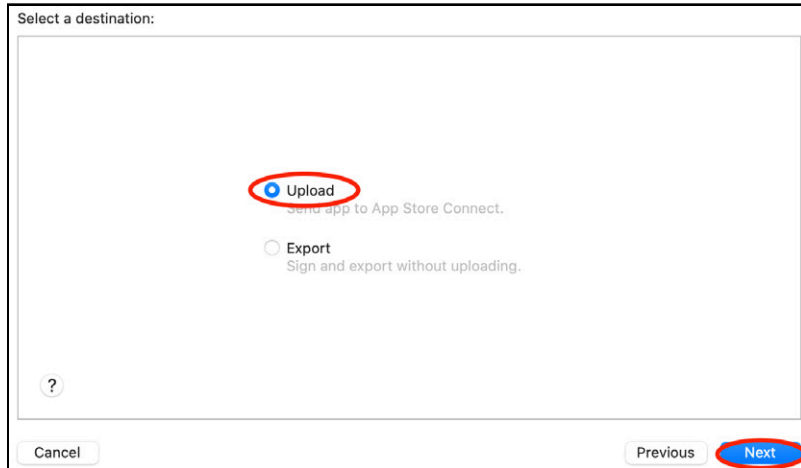 Select a destination:
Upload
Send app to App Store Connect.
Export
Sign and export without uploading.
?
Cancel
Previous
Next